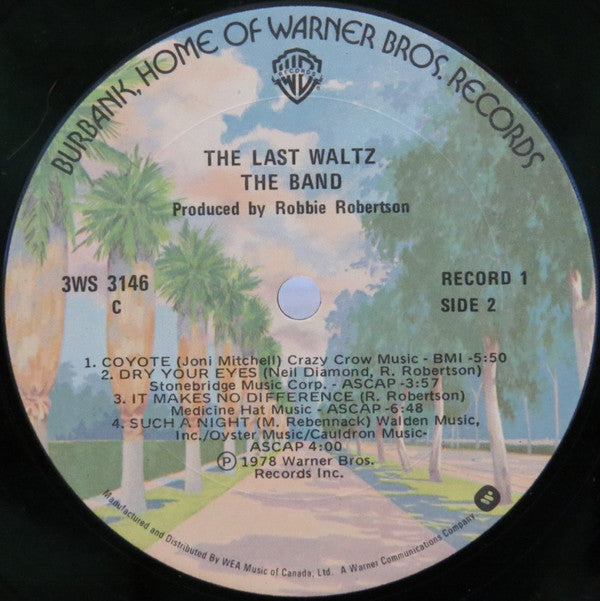 BURBANK, HOME OF WARNER BROS. RECORDS
RECORDS
THE LAST WALTZ
THE BAND
Produced by Robbie Robertson
3WS 3146
C
RECORD 1
SIDE 2
1. COYOTE (Joni Mitchell) Crazy Crow Music - BMI -5:50
2. DRY YOUR EYES (Neil Diamond, R. Robertson)
Stonebridge Music Corp. - ASCAP -3:57
3. IT MAKES NO DIFFERENCE (R. Robertson)
Medicine Hat Music - ASCAP -6:48
4. SUCH A NIGHT (M. Rebennack) Walden Music,
Inc./Oyster Music/Cauldron Music-
ASCAP 4:00
Ⓟ 1978 Warner Bros.
Records Inc.
Manufactured and Distributed By WEA Music of Canada, Ltd. A Warner Communications Company